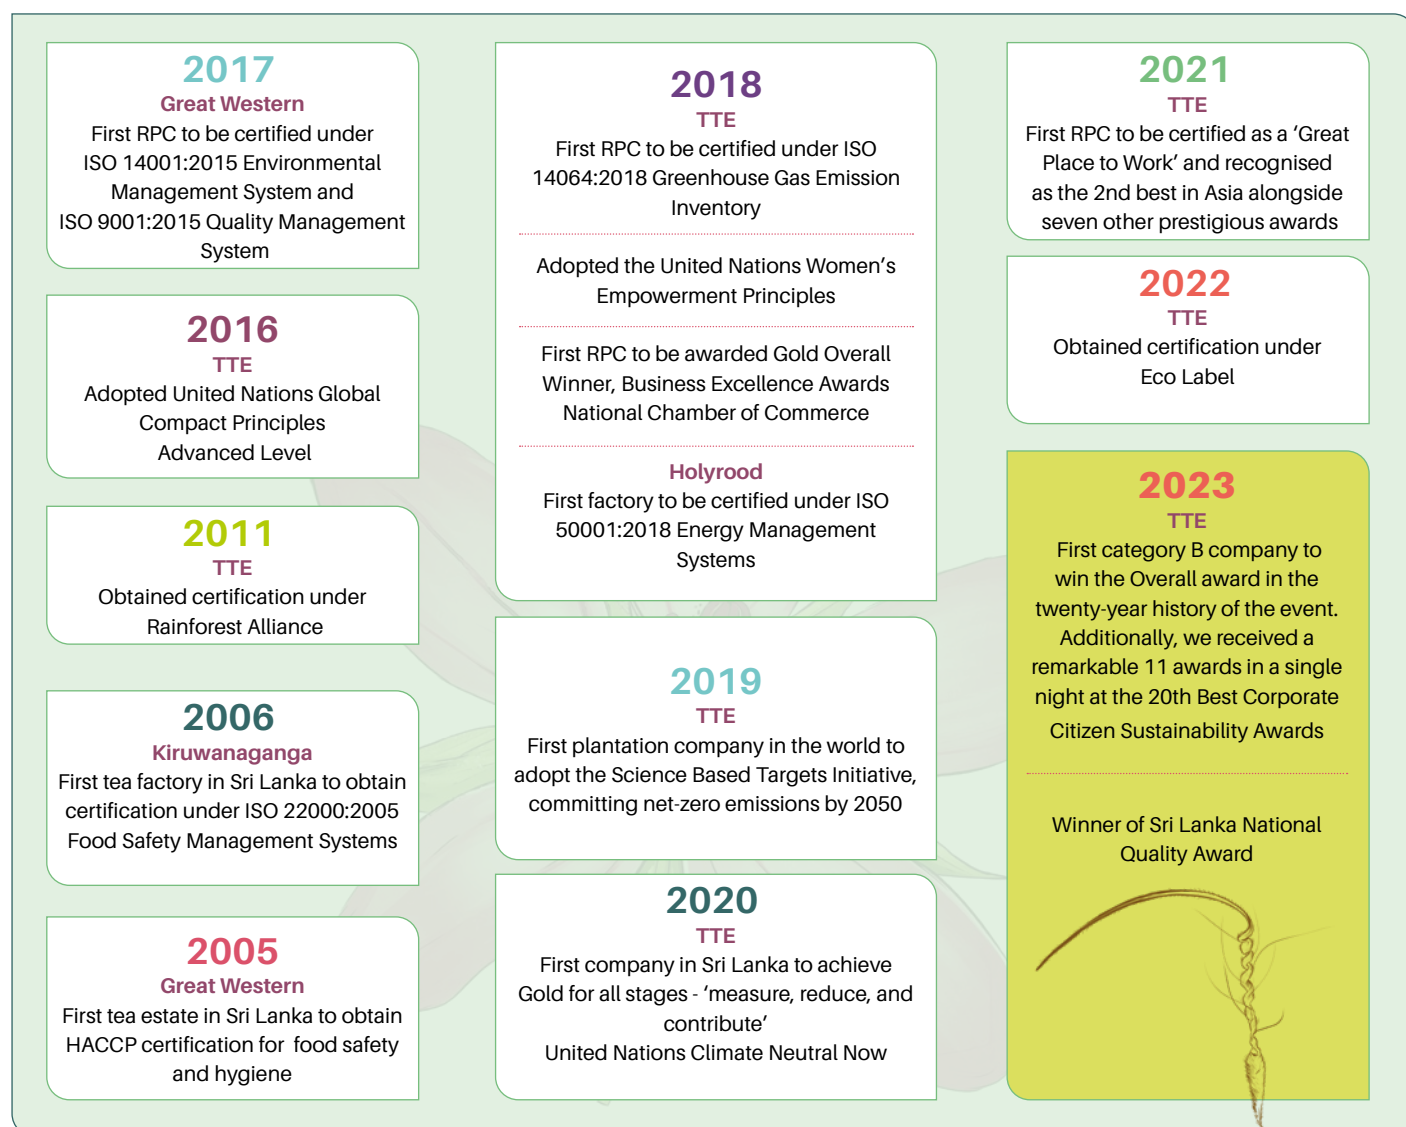 2017
Great Western
First RPC to be certified under
ISO 14001:2015 Environmental
Management System and
ISO 9001:2015 Quality Management
System
2016
TTE
Adopted United Nations Global
Compact Principles
Advanced Level
2011
TTE
Obtained certification under
Rainforest Alliance
2006
Kiruwanaganga
First tea factory in Sri Lanka to obtain
certification under ISO 22000:2005
Food Safety Management Systems
2005
Great Western
First tea estate in Sri Lanka to obtain
HACCP certification for food safety
and hygiene
2018
TTE
First RPC to be certified under ISO
14064:2018 Greenhouse Gas Emission
Inventory
Adopted the United Nations Women’s
Empowerment Principles
First RPC to be awarded Gold Overall
Winner, Business Excellence Awards
National Chamber of Commerce
Holyrood
First factory to be certified under ISO
50001:2018 Energy Management
Systems
2019
TTE
First plantation company in the world to
adopt the Science Based Targets Initiative,
committing net-zero emissions by 2050
2020
TTE
First company in Sri Lanka to achieve
Gold for all stages - ‘measure, reduce, and
contribute’
United Nations Climate Neutral Now
2021
TTE
First RPC to be certified as a ‘Great
Place to Work’ and recognised
as the 2nd best in Asia alongside
seven other prestigious awards
2022
TTE
Obtained certification under
Eco Label
2023
TTE
First category B company to
win the Overall award in the
twenty-year history of the event.
Additionally, we received a
remarkable 11 awards in a single
night at the 20th Best Corporate
Citizen Sustainability Awards
Winner of Sri Lanka National
Quality Award